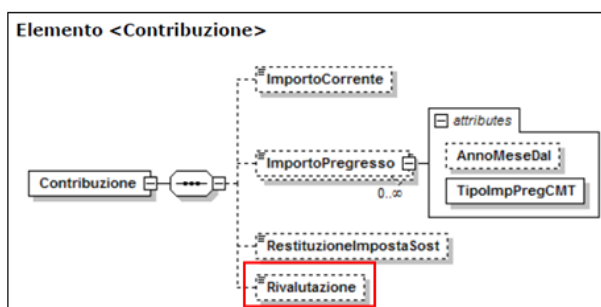 Elemento <Contribuzione>
ImportoCorrente
attributes
AnnoMeseDal
ImportoPregresso
Contribuzione
TipoImpPregCMT
0..∞
RestituzioneImpostaSost
Rivalutazione